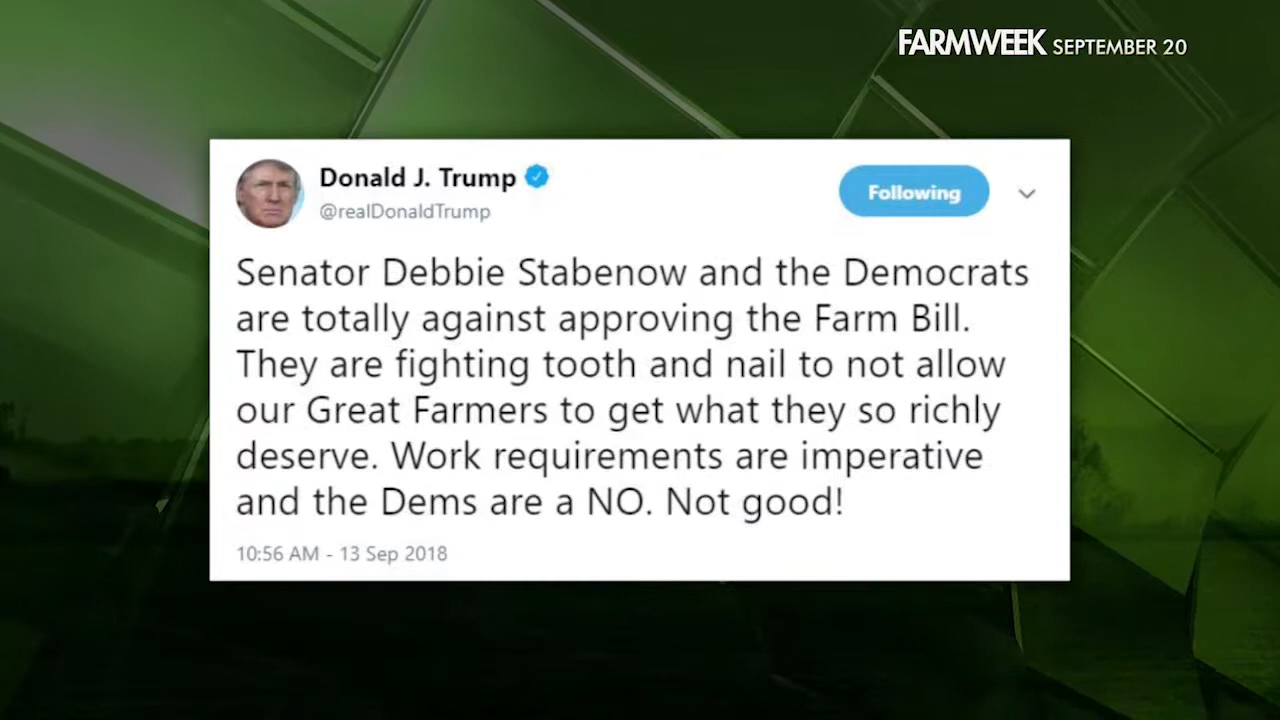 FARMWEEK SEPTEMBER 20
Donald J. Trump
@realDonaldTrump
Following
Senator Debbie Stabenow and the Democrats
are totally against approving the Farm Bill.
They are fighting tooth and nail to not allow
our Great Farmers to get what they so richly
deserve. Work requirements are imperative
and the Dems are a NO. Not good!
10:56 AM - 13 Sep 2018